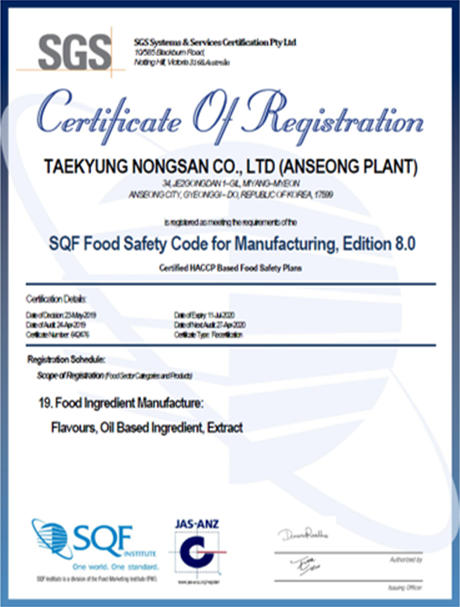 SGS
SGS Systems & Services Certification Pty Ltd
10/585 Blackburn Road,
Notting Hill, Victoria 3168 Australia
Certificate Of Registration
TAEKYUNG NONGSAN CO., LTD (ANSEONG PLANT)
34, JE2GONGDAN 1-GIL, MIYANG-MYEON
ANSEONG CITY, GYEONGGI-DO, REPUBLIC OF KOREA, 17599
is registered as meeting the requirements of the
SQF Food Safety Code for Manufacturing, Edition 8.0
Certified HACCP Based Food Safety Plans
Certification Details:
Date of Decision: 23-May-2019 Date of Expiry: 11-Jul-2020
Date of Audit: 24-Apr-2019 Date of Next Audit: 27-Apr-2020
Certificate Number: 642476 Certificate Type: Recertification
Registration Schedule:
Scope of Registration (Food Sector Categories and Products)
19. Food Ingredient Manufacture:
Flavours, Oil Based Ingredient, Extract
SQF
INSTITUTE
One world. One standard.
SQF Institute is a division of the Food Marketing Institute (FMI).
JAS-ANZ
C
www.jas-anz.org/register
Authorized by
Issuing Officer